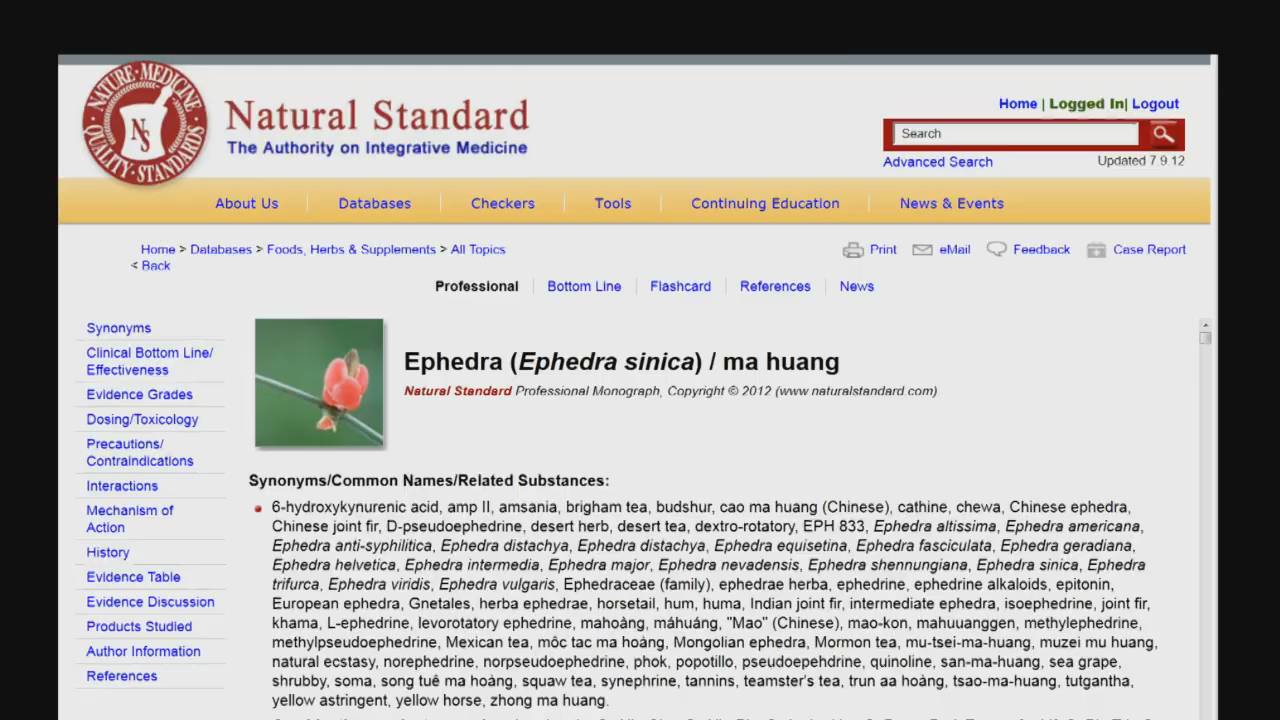 NATURE · MEDICINE
QUALITY · STANDARDS
NS
Natural Standard
The Authority on Integrative Medicine
Home | Logged In| Logout
Search
Advanced Search
Updated 7.9.12
About Us
Databases
Checkers
Tools
Continuing Education
News & Events
Home > Databases > Foods, Herbs & Supplements > All Topics
< Back
Print
eMail
Feedback
Case Report
Professional
Bottom Line
Flashcard
References
News
Synonyms
Clinical Bottom Line/
Effectiveness
Evidence Grades
Dosing/Toxicology
Precautions/
Contraindications
Interactions
Mechanism of
Action
History
Evidence Table
Evidence Discussion
Products Studied
Author Information
References
Ephedra (Ephedra sinica) / ma huang
Natural Standard Professional Monograph, Copyright © 2012 (www.naturalstandard.com)
Synonyms/Common Names/Related Substances:
6-hydroxykynurenic acid, amp II, amsania, brigham tea, budshur, cao ma huang (Chinese), cathine, chewa, Chinese ephedra,
Chinese joint fir, D-pseudoephedrine, desert herb, desert tea, dextro-rotatory, EPH 833, Ephedra altissima, Ephedra americana,
Ephedra anti-syphilitica, Ephedra distachya, Ephedra distachya, Ephedra equisetina, Ephedra fasciculata, Ephedra geradiana,
Ephedra helvetica, Ephedra intermedia, Ephedra major, Ephedra nevadensis, Ephedra shennungiana, Ephedra sinica, Ephedra
trifurca, Ephedra viridis, Ephedra vulgaris, Ephedraceae (family), ephedrae herba, ephedrine, ephedrine alkaloids, epitonin,
European ephedra, Gnetales, herba ephedrae, horsetail, hum, huma, Indian joint fir, intermediate ephedra, isoephedrine, joint fir,
khama, L-ephedrine, levorotatory ephedrine, mahoàng, máhuáng, "Mao" (Chinese), mao-kon, mahuuanggen, methylephedrine,
methylpseudoephedrine, Mexican tea, môc tac ma hoàng, Mongolian ephedra, Mormon tea, mu-tsei-ma-huang, muzei mu huang,
natural ecstasy, norephedrine, norpseudoephedrine, phok, popotillo, pseudoepehdrine, quinoline, san-ma-huang, sea grape,
shrubby, soma, song tuê ma hoàng, squaw tea, synephrine, tannins, teamster's tea, trun aa hoàng, tsao-ma-huang, tutgantha,
yellow astringent, yellow horse, zhong ma huang.